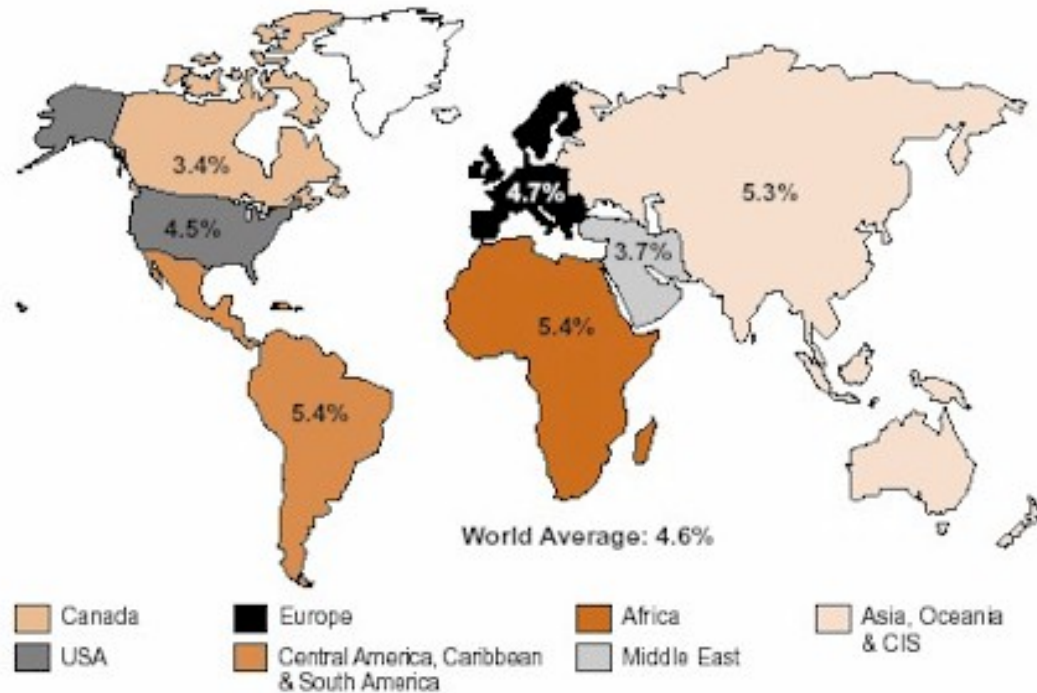 3.4%
4.7%
5.3%
4.5%
3.7%
5.4%
5.4%
World Average: 4.6%
Canada
Europe
Africa
Asia, Oceania
& CIS
USA
Central America, Caribbean
& South America
Middle East